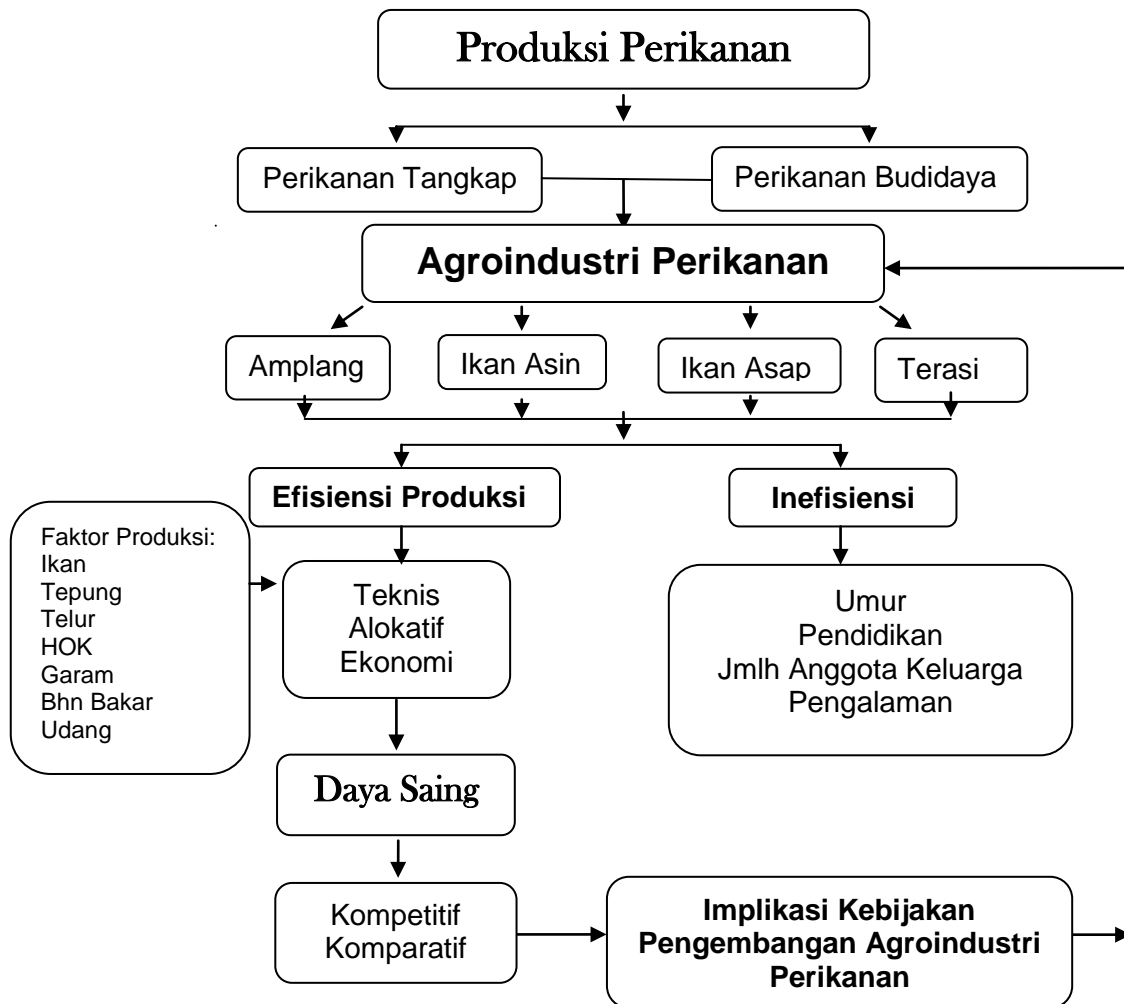 Produksi Perikanan
Perikanan Tangkap
Perikanan Budidaya
Agroindustri Perikanan
Amplang
Ikan Asin
Ikan Asap
Terasi
Efisiensi Produksi
Inefisiensi
Faktor Produksi:
Ikan
Tepung
Telur
HOK
Garam
Bhn Bakar
Udang
Teknis
Alokatif
Ekonomi
Umur
Pendidikan
Jmlh Anggota Keluarga
Pengalaman
Daya Saing
Kompetitif
Komparatif
Implikasi Kebijakan
Pengembangan Agroindustri
Perikanan